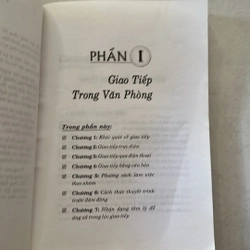 PHẦN I
Giao Tiếp
Trong Văn Phòng
Trong phần này:
Chương 1: Khái quát về giao tiếp
Chương 2: Giao tiếp trực diện
Chương 3: Giao tiếp qua điện thoại
Chương 4: Giao tiếp bằng văn bản
Chương 5: Phương cách làm việc
theo nhóm
Chương 6: Cách thức thuyết trình
trước đám đông
Chương 7: Nhận dạng tâm lý để
ứng xử trong lúc giao tiếp